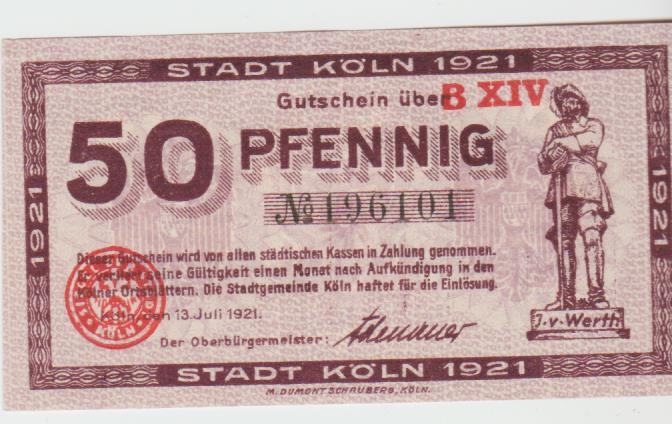 STADT KÖLN 1921
Gutschein über B XIV
50 PFENNIG
№ 196101
Dieser Gutschein wird von allen städtischen Kassen in Zahlung genommen.
Er verliert seine Gültigkeit einen Monat nach Aufkündigung in den
Kölner Ortsblättern. Die Stadtgemeinde Köln haftet für die Einlösung.
Köln, den 13. Juli 1921.
Der Oberbürgermeister:
J.v.Werth
KÖLN
1921
1921
STADT KÖLN 1921
M. DUMONT SCHAUBERG, KÖLN.